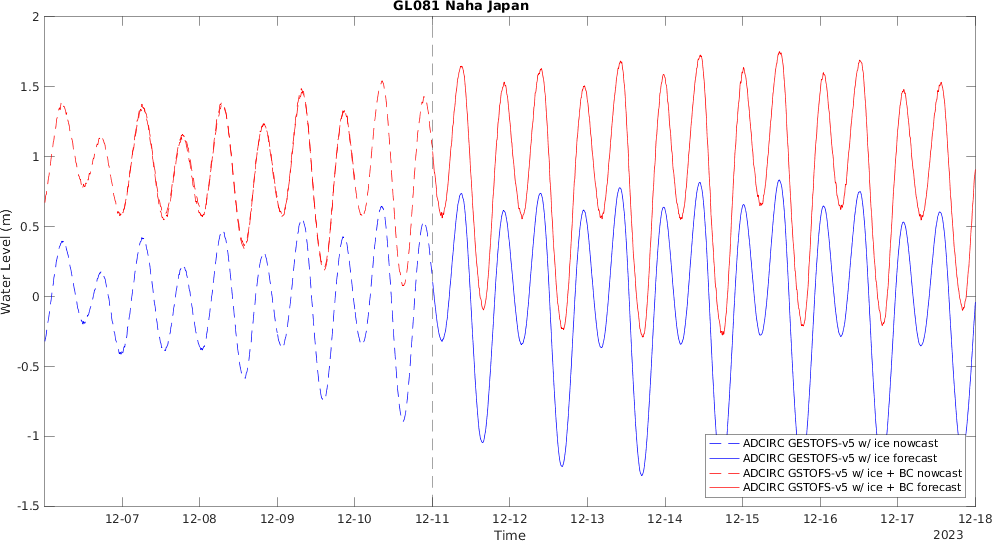 GL081 Naha Japan
2
1.5
1
0.5
0
-0.5
-1
-1.5
Water Level (m)
ADCIRC GESTOFS-v5 w/ ice nowcast
ADCIRC GESTOFS-v5 w/ ice forecast
ADCIRC GSTOFS-v5 w/ ice + BC nowcast
ADCIRC GSTOFS-v5 w/ ice + BC forecast
12-07 12-08 12-09 12-10 12-11 12-12 12-13 12-14 12-15 12-16 12-17 12-18
Time
2023